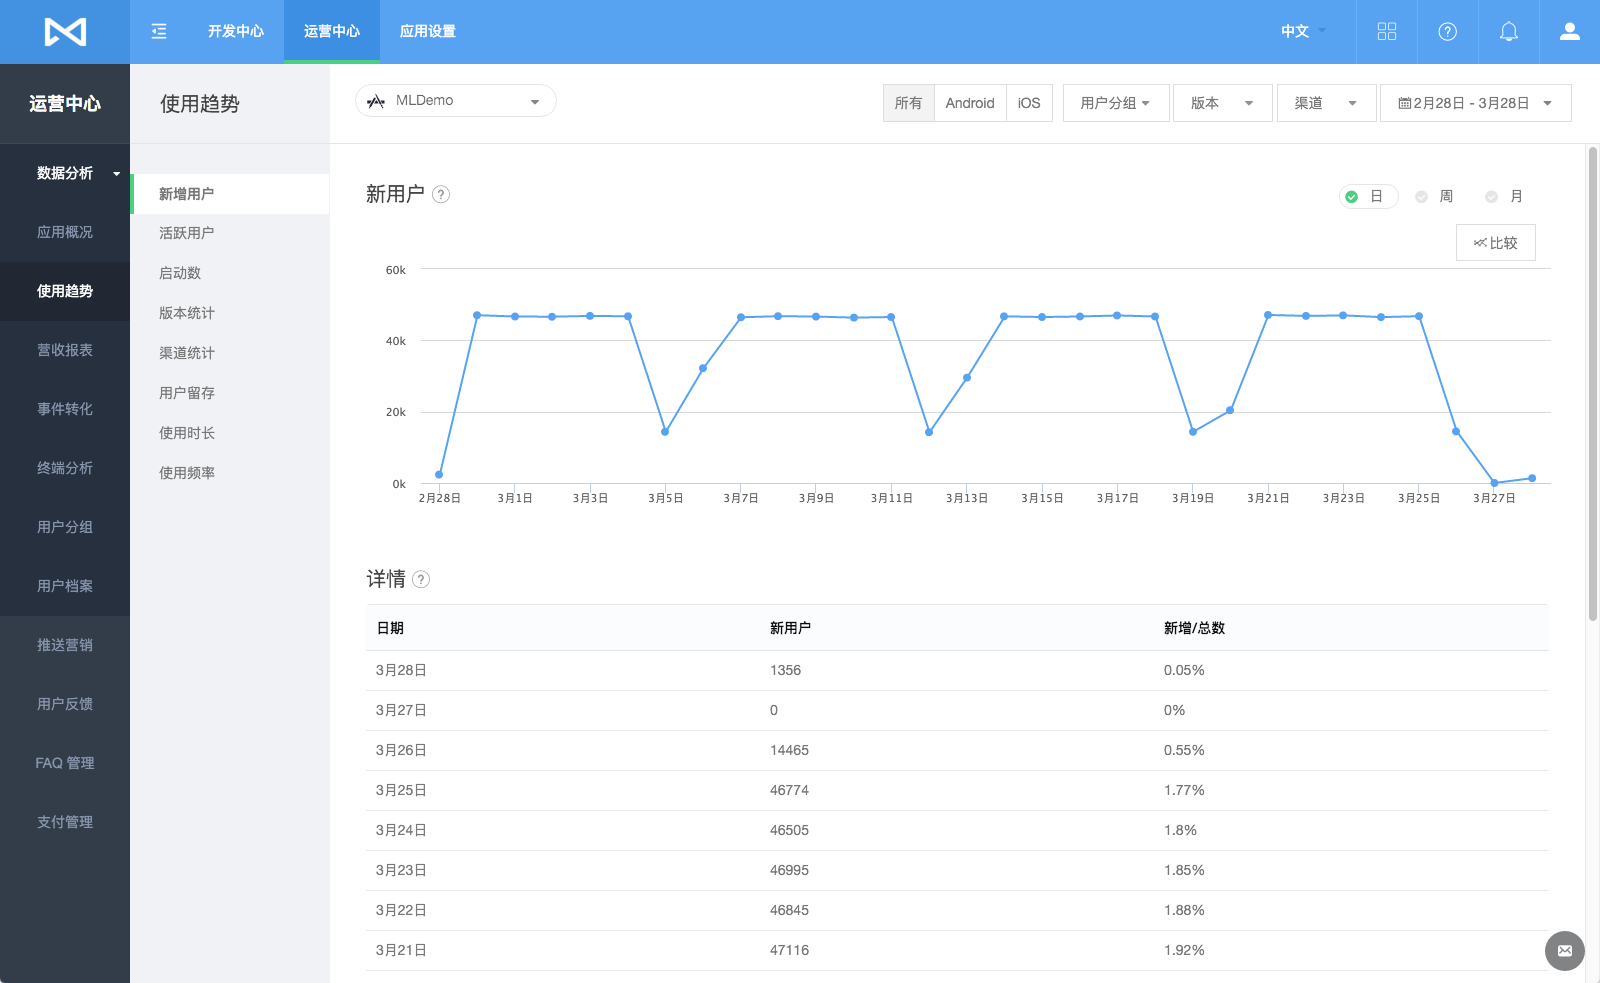 开发中心 运营中心 应用设置 中文
运营中心
使用趋势
MLDemo
所有 Android iOS 用户分组 版本 渠道 2月28日 - 3月28日
数据分析
应用概况
使用趋势
营收报表
事件转化
终端分析
用户分组
用户档案
推送营销
用户反馈
FAQ 管理
支付管理
新增用户
活跃用户
启动数
版本统计
渠道统计
用户留存
使用时长
使用频率
新用户 ?
日 周 月
比较
60k
40k
20k
0k
2月28日 3月1日 3月3日 3月5日 3月7日 3月9日 3月11日 3月13日 3月15日 3月17日 3月19日 3月21日 3月23日 3月25日 3月27日
详情 ?
日期 新用户 新增/总数
3月28日 1356 0.05%
3月27日 0 0%
3月26日 14465 0.55%
3月25日 46774 1.77%
3月24日 46505 1.8%
3月23日 46995 1.85%
3月22日 46845 1.88%
3月21日 47116 1.92%